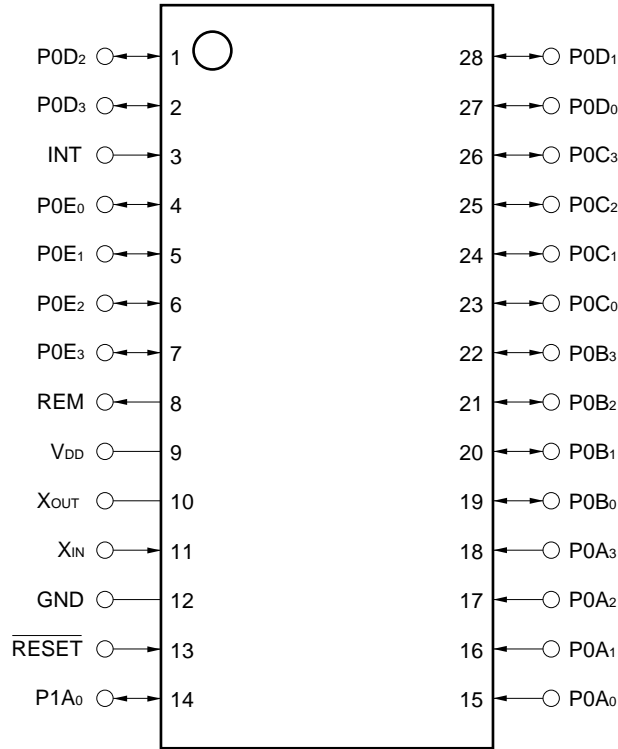 P0D₂ 1 28 P0D₁
P0D₃ 2 27 P0D₀
INT 3 26 P0C₃
P0E₀ 4 25 P0C₂
P0E₁ 5 24 P0C₁
P0E₂ 6 23 P0C₀
P0E₃ 7 22 P0B₃
REM 8 21 P0B₂
VDD 9 20 P0B₁
XOUT 10 19 P0B₀
XIN 11 18 P0A₃
GND 12 17 P0A₂
RESET 13 16 P0A₁
P1A₀ 14 15 P0A₀